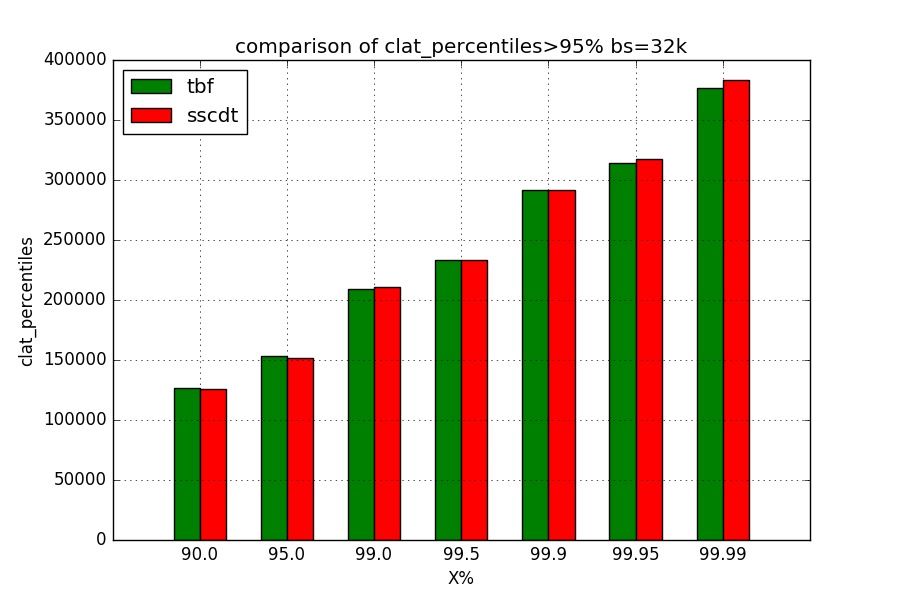 comparison of clat_percentiles>95% bs=32k
400000
350000
300000
250000
200000
150000
100000
50000
0
clat_percentiles
tbf
sscdt
90.0 95.0 99.0 99.5 99.9 99.95 99.99
X%